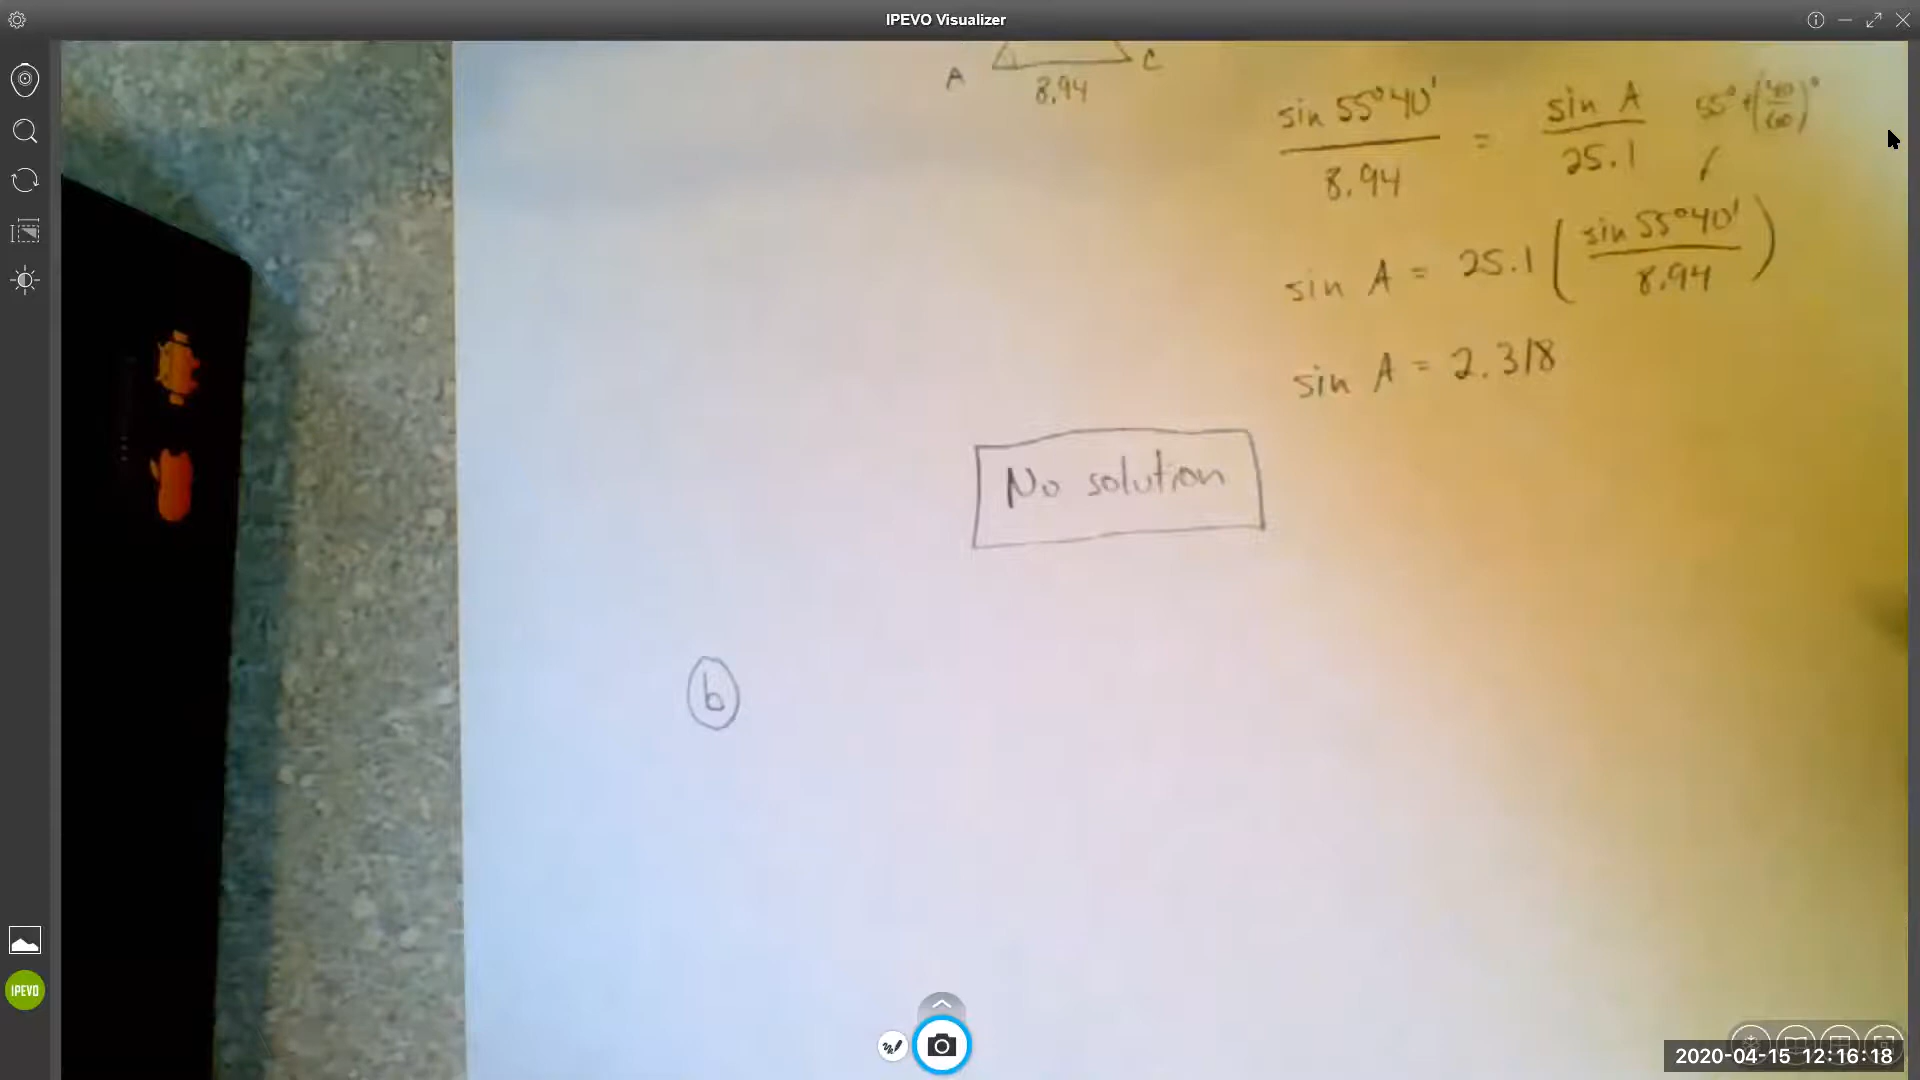 IPEVO Visualizer
A C
8.94
sin 55°40' / 8.94 = sin A / 25.1
55° + (40/60)°
sin A = 25.1 ( sin 55°40' / 8.94 )
sin A = 2.318
No solution
b
IPEVO
2020-04-15 12:16:18